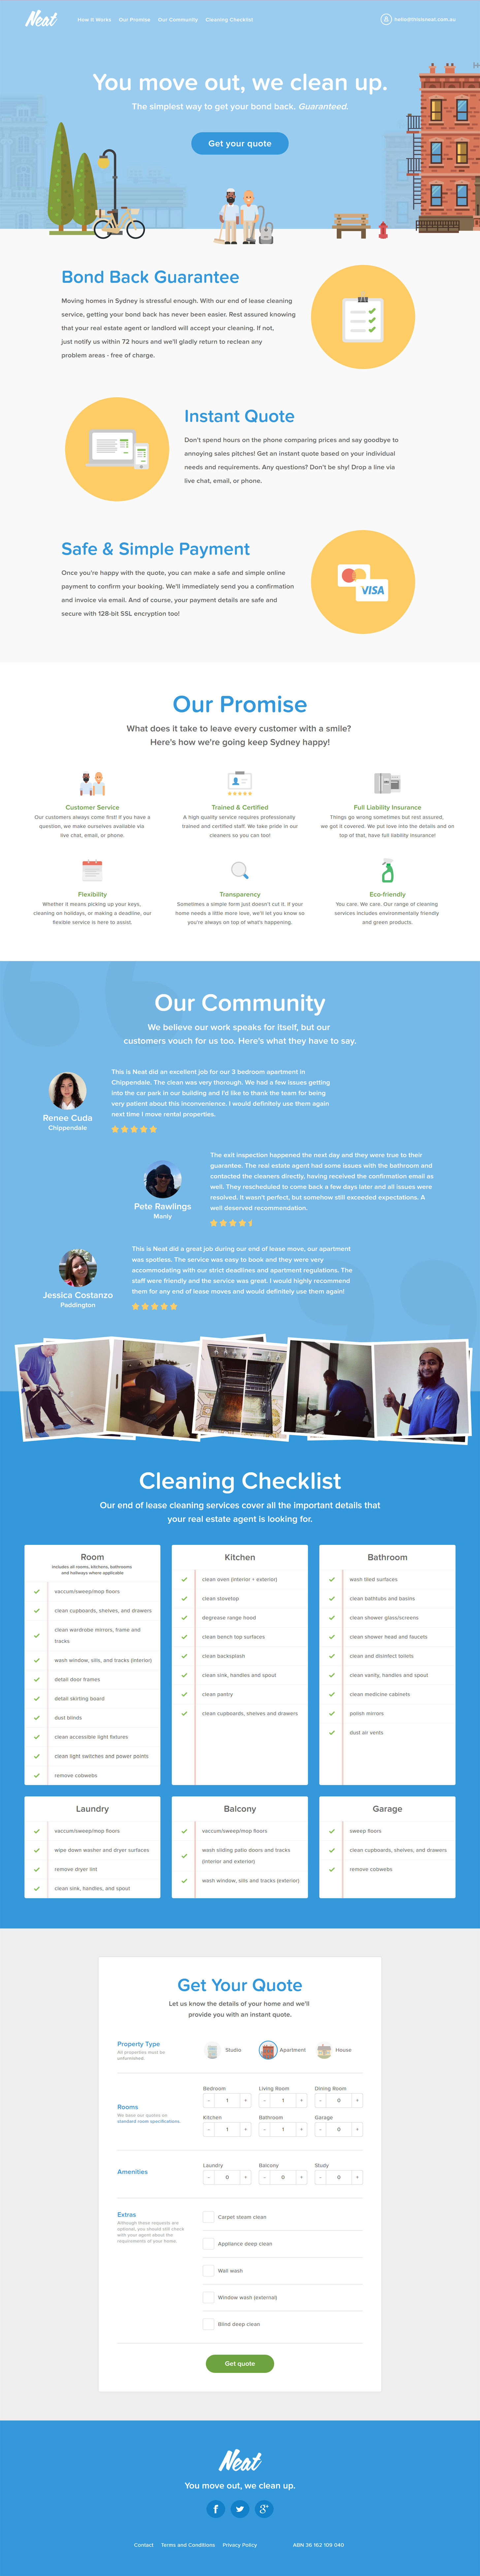 Neat
How It Works Our Promise Our Community Cleaning Checklist
hello@thisisneat.com.au
You move out, we clean up.
The simplest way to get your bond back. Guaranteed.
Get your quote
Bond Back Guarantee
Moving homes in Sydney is stressful enough. With our end of lease cleaning
service, getting your bond back has never been easier. Rest assured knowing
that your real estate agent or landlord will accept your cleaning. If not,
just notify us within 72 hours and we'll gladly return to reclean any
problem areas - free of charge.
Instant Quote
Don't spend hours on the phone comparing prices and say goodbye to
annoying sales pitches! Get an instant quote based on your individual
needs and requirements. Any questions? Don't be shy! Drop a line via
live chat, email, or phone.
Safe & Simple Payment
Once you're happy with the quote, you can make a safe and simple online
payment to confirm your booking. We'll immediately send you a confirmation
and invoice via email. And of course, your payment details are safe and
secure with 128-bit SSL encryption too!
VISA
Our Promise
What does it take to leave every customer with a smile?
Here's how we're going keep Sydney happy!
Customer Service
Our customers always come first! If you have a
question, we make ourselves available via
live chat, email, or phone.
Trained & Certified
A high quality service requires professionally
trained and certified staff. We take pride in our
cleaners so you can too!
Full Liability Insurance
Things go wrong sometimes but rest assured,
we got it covered. We put love into the details and on
top of that, have full liability insurance!
Flexibility
Whether it means picking up your keys,
cleaning on holidays, or making a deadline, our
flexible service is here to assist.
Transparency
Sometimes a simple form just doesn't cut it. If your
home needs a little more love, we'll let you know so
you're always on top of what's happening.
Eco-friendly
You care. We care. Our range of cleaning
services includes environmentally friendly
and green products.
Our Community
We believe our work speaks for itself, but our
customers vouch for us too. Here's what they have to say.
This is Neat did an excellent job for our 3 bedroom apartment in
Chippendale. The clean was very thorough. We had a few issues getting
into the car park in our building and I'd like to thank the team for being
very patient about this inconvenience. I would definitely use them again
next time I move rental properties.
Renee Cuda
Chippendale
The exit inspection happened the next day and they were true to their
guarantee. The real estate agent had some issues with the bathroom and
contacted the cleaners directly, having received the confirmation email as
well. They rescheduled to come back a few days later and all issues were
resolved. It wasn't perfect, but somehow still exceeded expectations. A
well deserved recommendation.
Pete Rawlings
Manly
This is Neat did a great job during our end of lease move, our apartment
was spotless. The service was easy to book and they were very
accommodating with our strict deadlines and apartment regulations. The
staff were friendly and the service was great. I would highly recommend
them for any end of lease moves and would definitely use them again!
Jessica Costanzo
Paddington
Cleaning Checklist
Our end of lease cleaning services cover all the important details that
your real estate agent is looking for.
Room
Includes all rooms, kitchens, bathrooms
and hallways where applicable
vaccum/sweep/mop floors
clean cupboards, shelves, and drawers
clean wardrobe mirrors, frame and
tracks
wash window, sills, and tracks (interior)
detail door frames
detail skirting board
dust blinds
clean accessible light fixtures
clean light switches and power points
remove cobwebs
Kitchen
clean oven (interior + exterior)
clean stovetop
degrease range hood
clean bench top surfaces
clean backsplash
clean sink, handles and spout
clean pantry
clean cupboards, shelves and drawers
Bathroom
wash tiled surfaces
clean bathtubs and basins
clean shower glass/screens
clean shower head and faucets
clean and disinfect toilets
clean vanity, handles and spout
clean medicine cabinets
polish mirrors
dust air vents
Laundry
vaccum/sweep/mop floors
wipe down washer and dryer surfaces
remove dryer lint
clean sink, handles, and spout
Balcony
vaccum/sweep/mop floors
wash sliding patio doors and tracks
(interior and exterior)
wash window, sills and tracks (exterior)
Garage
sweep floors
clean cupboards, shelves, and drawers
remove cobwebs
Get Your Quote
Let us know the details of your home and we'll
provide you with an instant quote.
Property Type
All properties must be
unfurnished.
Studio Apartment House
Rooms
We base our quotes on
standard room specifications.
Bedroom Living Room Dining Room
- 1 + - 1 + - 0 +
Kitchen Bathroom Garage
- 1 + - 1 + - 0 +
Amenities
Laundry Balcony Study
- 0 + - 0 + - 0 +
Extras
Although these requests are
optional, you should still check
with your agent about the
requirements of your home.
Carpet steam clean
Appliance deep clean
Wall wash
Window wash (external)
Blind deep clean
Get quote
Neat
You move out, we clean up.
Contact Terms and Conditions Privacy Policy ABN 36 162 109 040